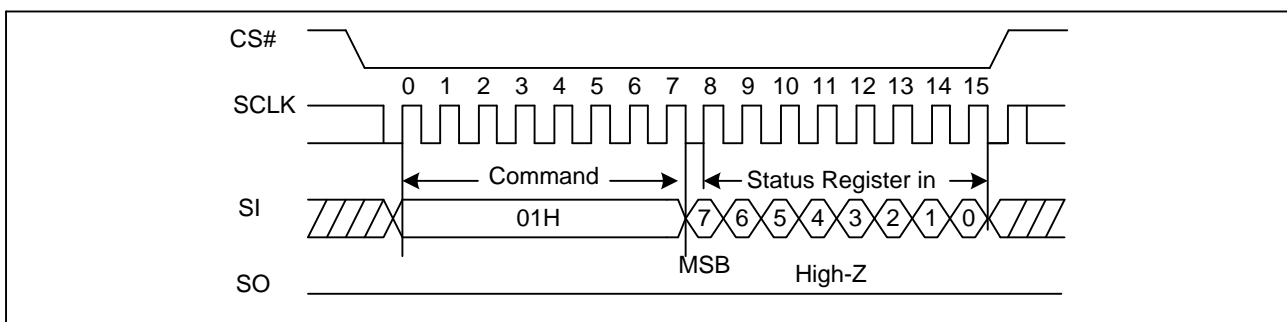 CS#
0 1 2 3 4 5 6 7 8 9 10 11 12 13 14 15
SCLK
Command Status Register in
SI 01H 7 6 5 4 3 2 1 0
MSB High-Z
SO